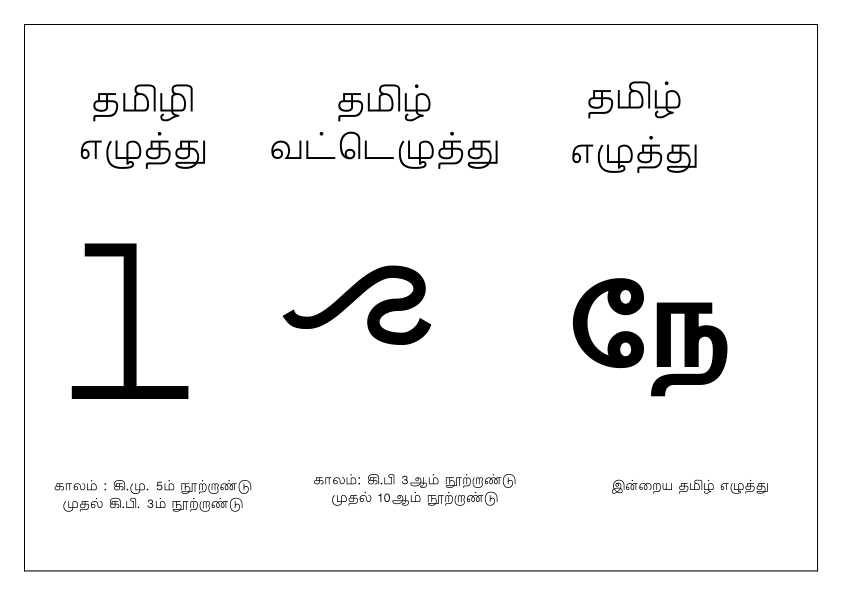 தமிழி
எழுத்து
தமிழ்
வட்டெழுத்து
தமிழ்
எழுத்து
நே
காலம் : கி.மு. 5ம் நூற்றாண்டு
முதல் கி.பி. 3ம் நூற்றாண்டு
காலம்: கி.பி 3ஆம் நூற்றாண்டு
முதல் 10ஆம் நூற்றாண்டு
இன்றைய தமிழ் எழுத்து